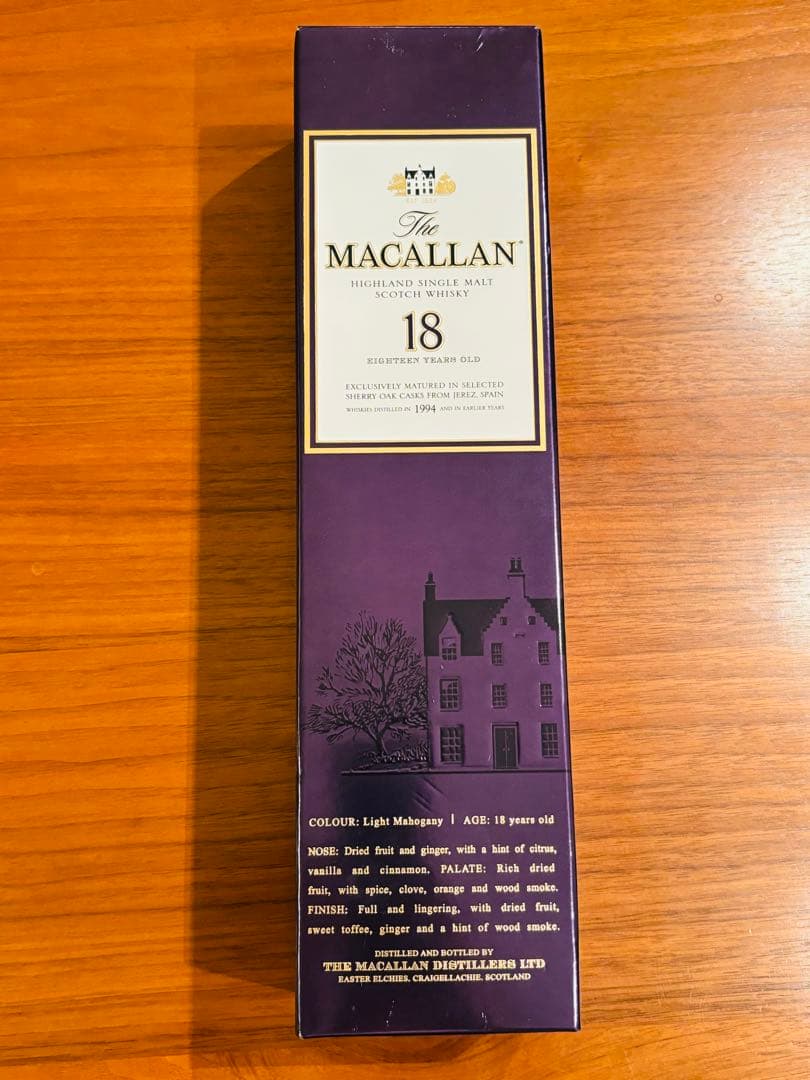 EST. 1824
The
MACALLAN®
HIGHLAND SINGLE MALT
SCOTCH WHISKY
18
EIGHTEEN YEARS OLD
EXCLUSIVELY MATURED IN SELECTED
SHERRY OAK CASKS FROM JEREZ, SPAIN
WHISKIES DISTILLED IN 1994 AND IN EARLIER YEARS
COLOUR: Light Mahogany | AGE: 18 years old
NOSE: Dried fruit and ginger, with a hint of citrus,
vanilla and cinnamon. PALATE: Rich dried
fruit, with spice, clove, orange and wood smoke.
FINISH: Full and lingering, with dried fruit,
sweet toffee, ginger and a hint of wood smoke.
DISTILLED AND BOTTLED BY
THE MACALLAN DISTILLERS LTD
EASTER ELCHIES, CRAIGELLACHIE, SCOTLAND